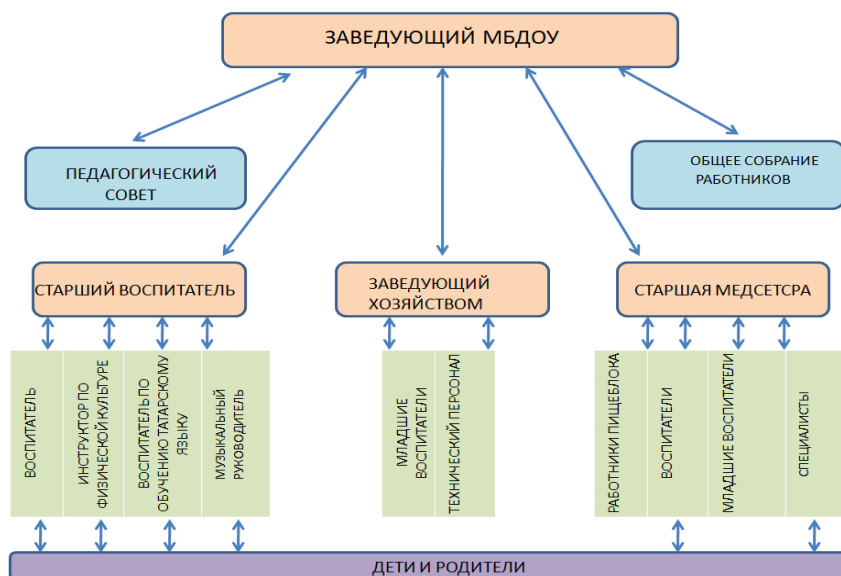 ЗАВЕДУЮЩИЙ МБДОУ
ПЕДАГОГИЧЕСКИЙ
СОВЕТ
ОБЩЕЕ СОБРАНИЕ
РАБОТНИКОВ
СТАРШИЙ ВОСПИТАТЕЛЬ
ЗАВЕДУЮЩИЙ
ХОЗЯЙСТВОМ
СТАРШАЯ МЕДСЕТСРА
ВОСПИТАТЕЛЬ
ИНСТРУКТОР ПО
ФИЗИЧЕСКОЙ КУЛЬТУРЕ
ВОСПИТАТЕЛЬ ПО
ОБУЧЕНИЮ ТАТАРСКОМУ
ЯЗЫКУ
МУЗЫКАЛЬНЫЙ
РУКОВОДИТЕЛЬ
МЛАДШИЕ
ВОСПИТАТЕЛИ
ТЕХНИЧЕСКИЙ ПЕРСОНАЛ
РАБОТНИКИ ПИЩЕБЛОКА
ВОСПИТАТЕЛИ
МЛАДШИЕ ВОСПИТАТЕЛИ
СПЕЦИАЛИСТЫ
ДЕТИ И РОДИТЕЛИ